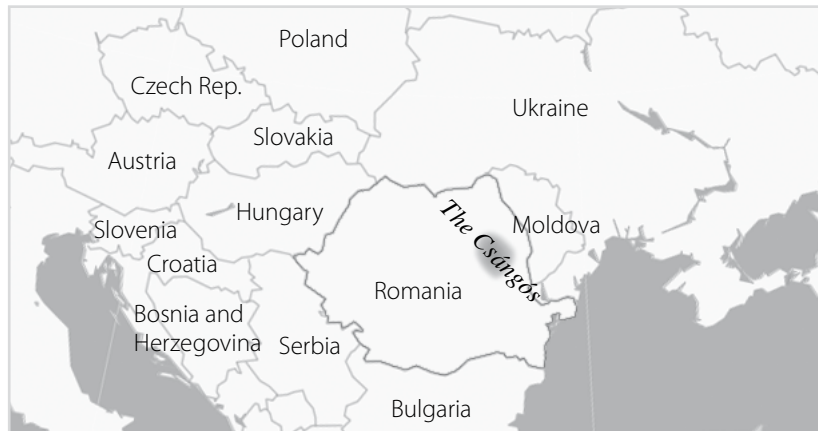 Poland
Czech Rep.
Ukraine
Slovakia
Austria
Hungary
The Csángós
Moldova
Slovenia
Croatia
Romania
Bosnia and
Herzegovina
Serbia
Bulgaria